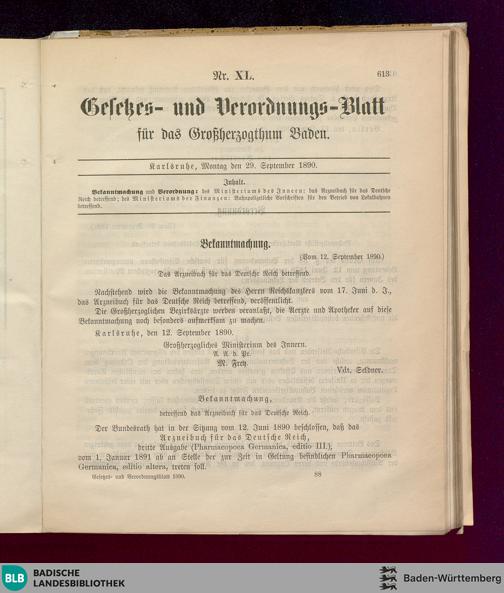 Nr. XL. 613
Gesetzes- und Verordnungs-Blatt
für das Großherzogthum Baden.
Karlsruhe, Montag den 29. September 1890.
Inhalt.
Bekanntmachung und Verordnung: des Ministeriums des Innern: das Arzneibuch für das Deutsche
Reich betreffend; des Ministeriums der Finanzen: Bahnpolizeiliche Vorschriften für den Betrieb von Lokalbahnen
betreffend.
Bekanntmachung.
(Vom 12. September 1890.)
Das Arzneibuch für das Deutsche Reich betreffend.
Nachstehend wird die Bekanntmachung des Herrn Reichskanzlers vom 17. Juni d. J.,
das Arzneibuch für das Deutsche Reich betreffend, veröffentlicht.
Die Großherzoglichen Bezirksärzte werden veranlaßt, die Aerzte und Apotheker auf diese
Bekanntmachung noch besonders aufmerksam zu machen.
Karlsruhe, den 12. September 1890.
Großherzogliches Ministerium des Innern.
A. A. d. Pr.
M. Frey.
Vdt. Seldner.
Bekanntmachung,
betreffend das Arzneibuch für das Deutsche Reich.
Der Bundesrath hat in der Sitzung vom 12. Juni 1890 beschlossen, daß das
Arzneibuch für das Deutsche Reich,
dritte Ausgabe (Pharmacopoea Germanica, editio III.),
vom 1. Januar 1891 ab an Stelle der zur Zeit in Geltung befindlichen Pharmacopoea
Germanica, editio altera, treten soll.
Gesetzes- und Verordnungsblatt 1890. 88
BLB BADISCHE
LANDESBIBLIOTHEK
Baden-Württemberg